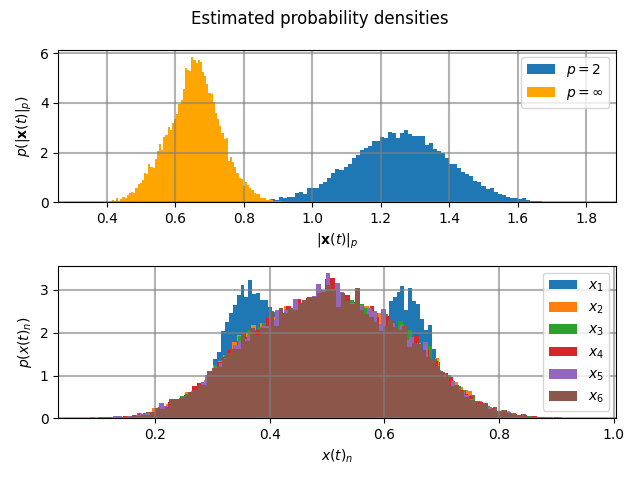 Estimated probability densities
p(|x(t)|ₚ)
6
4
2
0
p = 2
p = ∞
0.4 0.6 0.8 1.0 1.2 1.4 1.6 1.8
|x(t)|ₚ
p(x(t)ₙ)
3
2
1
0
x₁
x₂
x₃
x₄
x₅
x₆
0.2 0.4 0.6 0.8 1.0
x(t)ₙ